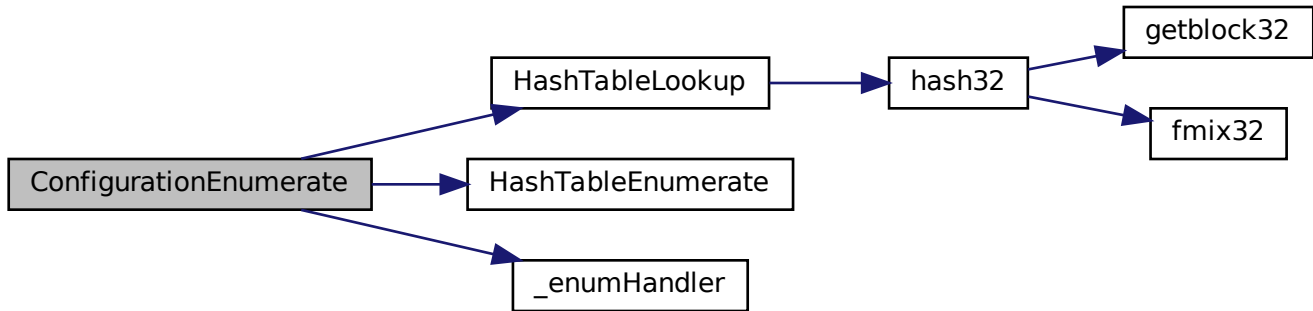 ConfigurationEnumerate
HashTableLookup
HashTableEnumerate
_enumHandler
hash32
getblock32
fmix32